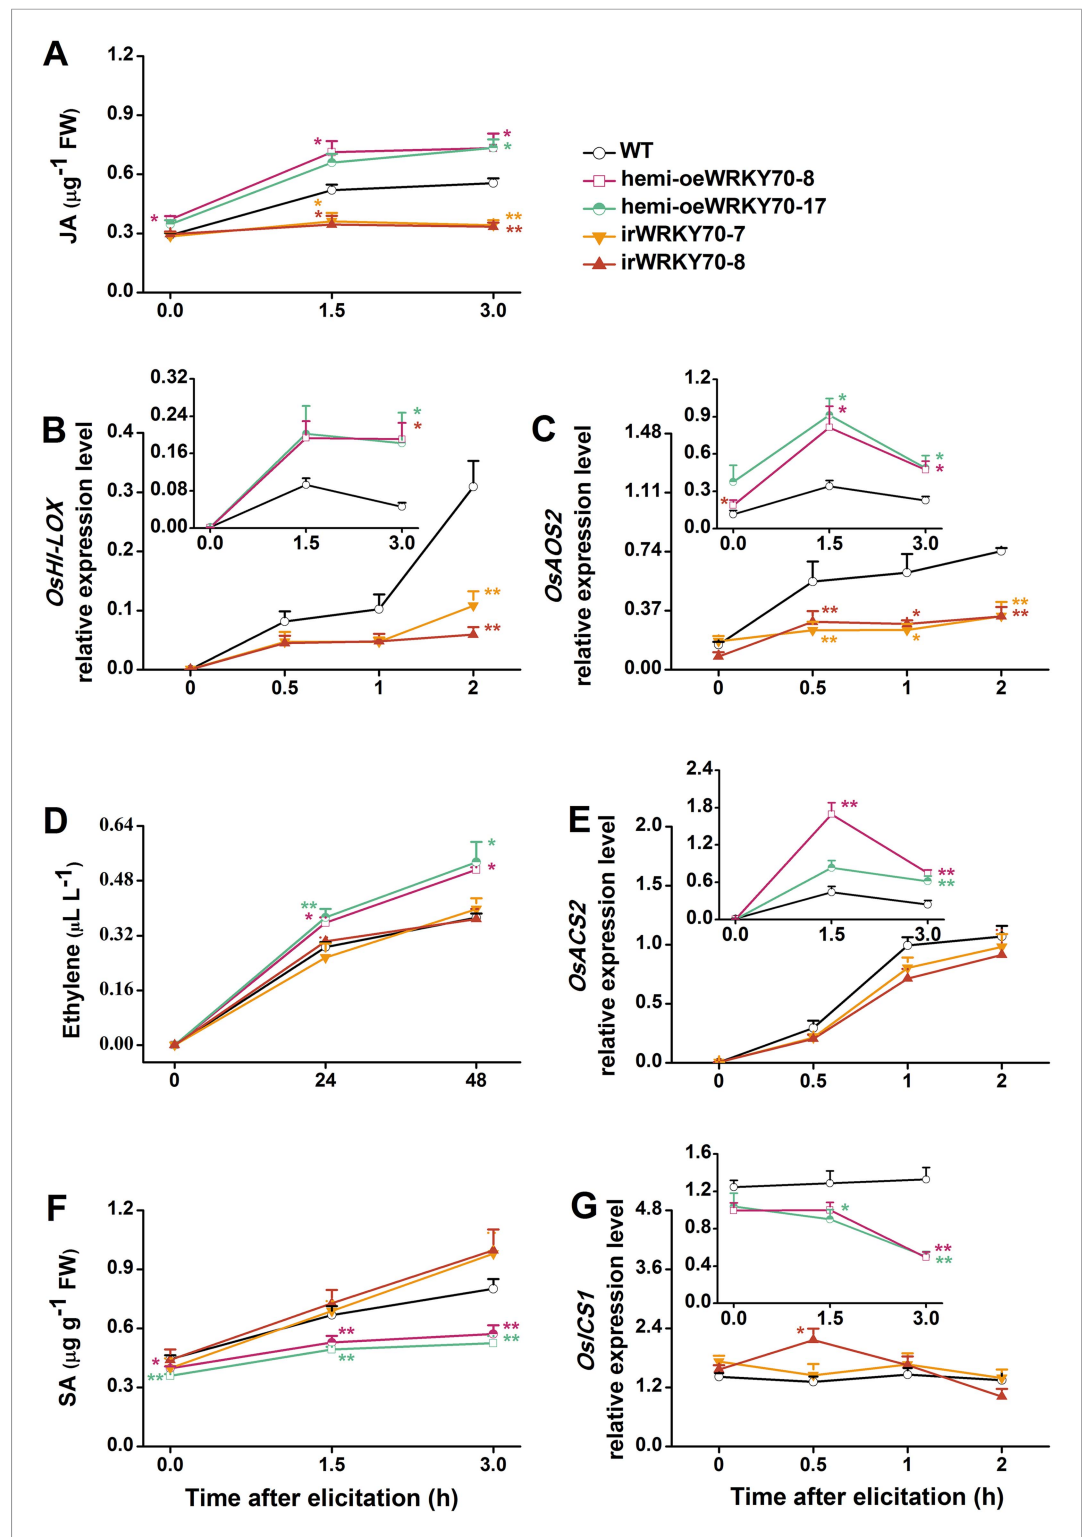 A
JA (µg g-1 FW)
1.2
0.9
0.6
0.3
0.0
* * * * * * ** **
0.0 1.5 3.0
WT
hemi-oeWRKY70-8
hemi-oeWRKY70-17
irWRKY70-7
irWRKY70-8
B
OsHI-LOX
relative expression level
0.32
0.24
0.16
0.08
0.00
* *
0.0 1.5 3.0
0.4
0.3
0.2
0.1
0.0
** **
0 0.5 1 2
C
OsAOS2
relative expression level
1.2
0.9
0.6
0.3
0.0
* * * * *
0.0 1.5 3.0
1.48
1.11
0.74
0.37
0.00
** ** * * ** **
0 0.5 1 2
D
Ethylene (µL L-1)
0.64
0.48
0.32
0.16
0.00
** * * *
0 24 48
E
OsACS2
relative expression level
2.4
1.8
1.2
0.6
0.0
** ** **
0.0 1.5 3.0
2.0
1.5
1.0
0.5
0.0
0 0.5 1 2
F
SA (µg g-1 FW)
1.2
0.9
0.6
0.3
0.0
* ** ** ** ** **
0.0 1.5 3.0
Time after elicitation (h)
G
OsICS1
relative expression level
1.6
1.2
0.8
0.4
0.0
* ** **
0.0 1.5 3.0
4.8
3.6
2.4
1.2
0.0
*
0 0.5 1 2
Time after elicitation (h)